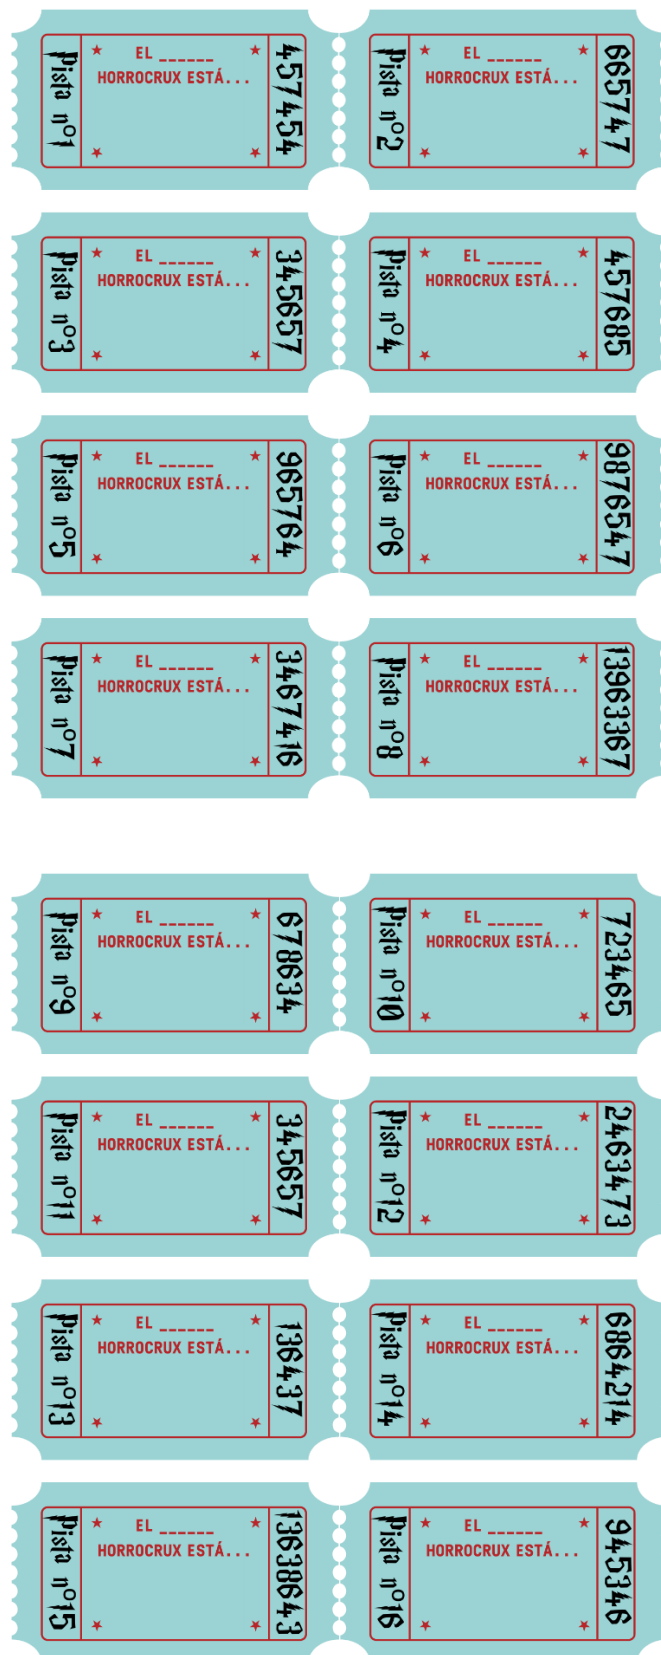 Pista nº1
EL ______
HORROCRUX ESTÁ...
457454
Pista nº2
EL ______
HORROCRUX ESTÁ...
665747
Pista nº3
EL ______
HORROCRUX ESTÁ...
345657
Pista nº4
EL ______
HORROCRUX ESTÁ...
457685
Pista nº5
EL ______
HORROCRUX ESTÁ...
965764
Pista nº6
EL ______
HORROCRUX ESTÁ...
9876547
Pista nº7
EL ______
HORROCRUX ESTÁ...
3467416
Pista nº8
EL ______
HORROCRUX ESTÁ...
13963367
Pista nº9
EL ______
HORROCRUX ESTÁ...
678634
Pista nº10
EL ______
HORROCRUX ESTÁ...
723465
Pista nº11
EL ______
HORROCRUX ESTÁ...
345657
Pista nº12
EL ______
HORROCRUX ESTÁ...
2463473
Pista nº13
EL ______
HORROCRUX ESTÁ...
136437
Pista nº14
EL ______
HORROCRUX ESTÁ...
6864214
Pista nº15
EL ______
HORROCRUX ESTÁ...
13638643
Pista nº16
EL ______
HORROCRUX ESTÁ...
945346